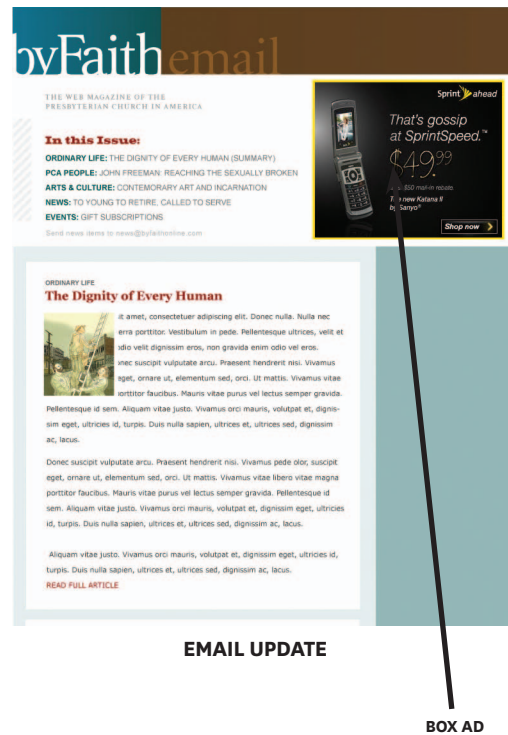 byFaith email
THE WEB MAGAZINE OF THE
PRESBYTERIAN CHURCH IN AMERICA
In this Issue:
ORDINARY LIFE: THE DIGNITY OF EVERY HUMAN (SUMMARY)
PCA PEOPLE: JOHN FREEMAN: REACHING THE SEXUALLY BROKEN
ARTS & CULTURE: CONTEMORARY ART AND INCARNATION
NEWS: TO YOUNG TO RETIRE, CALLED TO SERVE
EVENTS: GIFT SUBSCRIPTIONS
Send news items to news@byfaithonline.com
Sprint ahead
That's gossip
at SprintSpeed.™
$49.99
$50 mail-in rebate
The new Katana II
by Sanyo®
Shop now
ORDINARY LIFE
The Dignity of Every Human
it amet, consectetuer adipiscing elit. Donec nulla. Nulla nec
erra porttitor. Vestibulum in pede. Pellentesque ultrices, velit et
odio velit dignissim eros, non gravida enim odio vel eros.
onec suscipit vulputate arcu. Praesent hendrerit nisi. Vivamus
eget, ornare ut, elementum sed, orci. Ut mattis. Vivamus vitae
porttitor faucibus. Mauris vitae purus vel lectus semper gravida.
Pellentesque id sem. Aliquam vitae justo. Vivamus orci mauris, volutpat et, dignis-
sim eget, ultricies id, turpis. Duis nulla sapien, ultrices et, ultrices sed, dignissim
ac, lacus.
Donec suscipit vulputate arcu. Praesent hendrerit nisi. Vivamus pede olor, suscipit
eget, ornare ut, elementum sed, orci. Ut mattis. Vivamus vitae libero vitae magna
porttitor faucibus. Mauris vitae purus vel lectus semper gravida. Pellentesque id
sem. Aliquam vitae justo. Vivamus orci mauris, volutpat et, dignissim eget, ultricies
id, turpis. Duis nulla sapien, ultrices et, ultrices sed, dignissim ac, lacus.
Aliquam vitae justo. Vivamus orci mauris, volutpat et, dignissim eget, ultricies id,
turpis. Duis nulla sapien, ultrices et, ultrices sed, dignissim ac, lacus.
READ FULL ARTICLE
EMAIL UPDATE
BOX AD